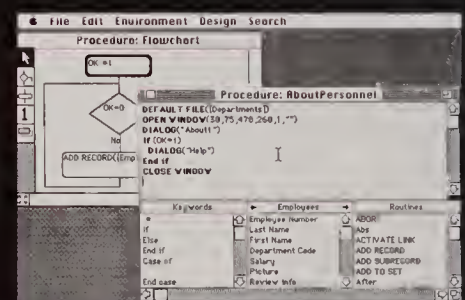 File Edit Environment Design Search
Procedure: Flowchart
OK =1
OK=0
No
ADD RECORD([Emp
1
Procedure: AboutPersonnel
DEFAULT FILE([Departments])
OPEN WINDOW(30,75,478,260,1,"")
DIALOG("About1")
If (OK=1)
DIALOG("Help")
End if
CLOSE WINDOW
Keywords
Employees
Routines
If
Else
End if
Case of
End case
Employee Number
Last Name
First Name
Department Code
Salary
Picture
Review Info
ABORT
Abs
ACTIVATE LINK
ADD RECORD
ADD SUBRECORD
ADD TO SET
After